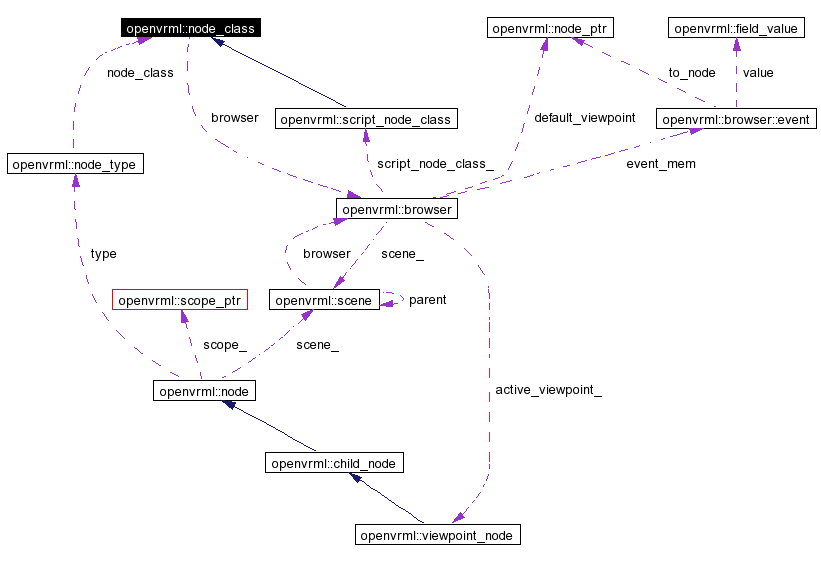 openvrml::node_class
openvrml::node_ptr
openvrml::field_value
node_class
to_node
value
browser
openvrml::script_node_class
default_viewpoint
openvrml::browser::event
openvrml::node_type
script_node_class_
event_mem
openvrml::browser
type
browser
scene_
openvrml::scope_ptr
openvrml::scene
parent
scope_
scene_
openvrml::node
active_viewpoint_
openvrml::child_node
openvrml::viewpoint_node